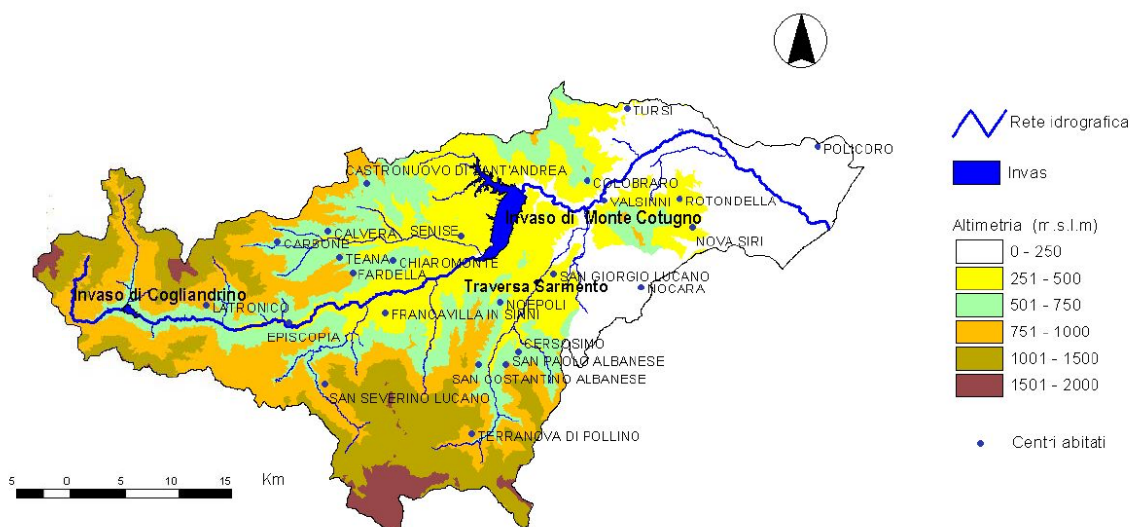 TURSI
POLICORO
CASTRONUOVO DI SANT'ANDREA
COLOBRARO
VALSINNI
ROTONDELLA
Invaso di Monte Cotugno
CALVERA
SENISE
CARBONE
NOVA SIRI
TEANA
CHIAROMONTE
FARDELLA
SAN GIORGIO LUCANO
Traversa Sarmento
NOCARA
Invaso di Cogliandrino
LATRONICO
NOEPOLI
FRANCAVILLA IN SINNI
EPISCOPIA
CERSOSIMO
SAN PAOLO ALBANESE
SAN COSTANTINO ALBANESE
SAN SEVERINO LUCANO
TERRANOVA DI POLLINO
5 0 5 10 15 Km
Rete idrografica
Invas
Altimetria (m.s.l.m)
0 - 250
251 - 500
501 - 750
751 - 1000
1001 - 1500
1501 - 2000
Centri abitati